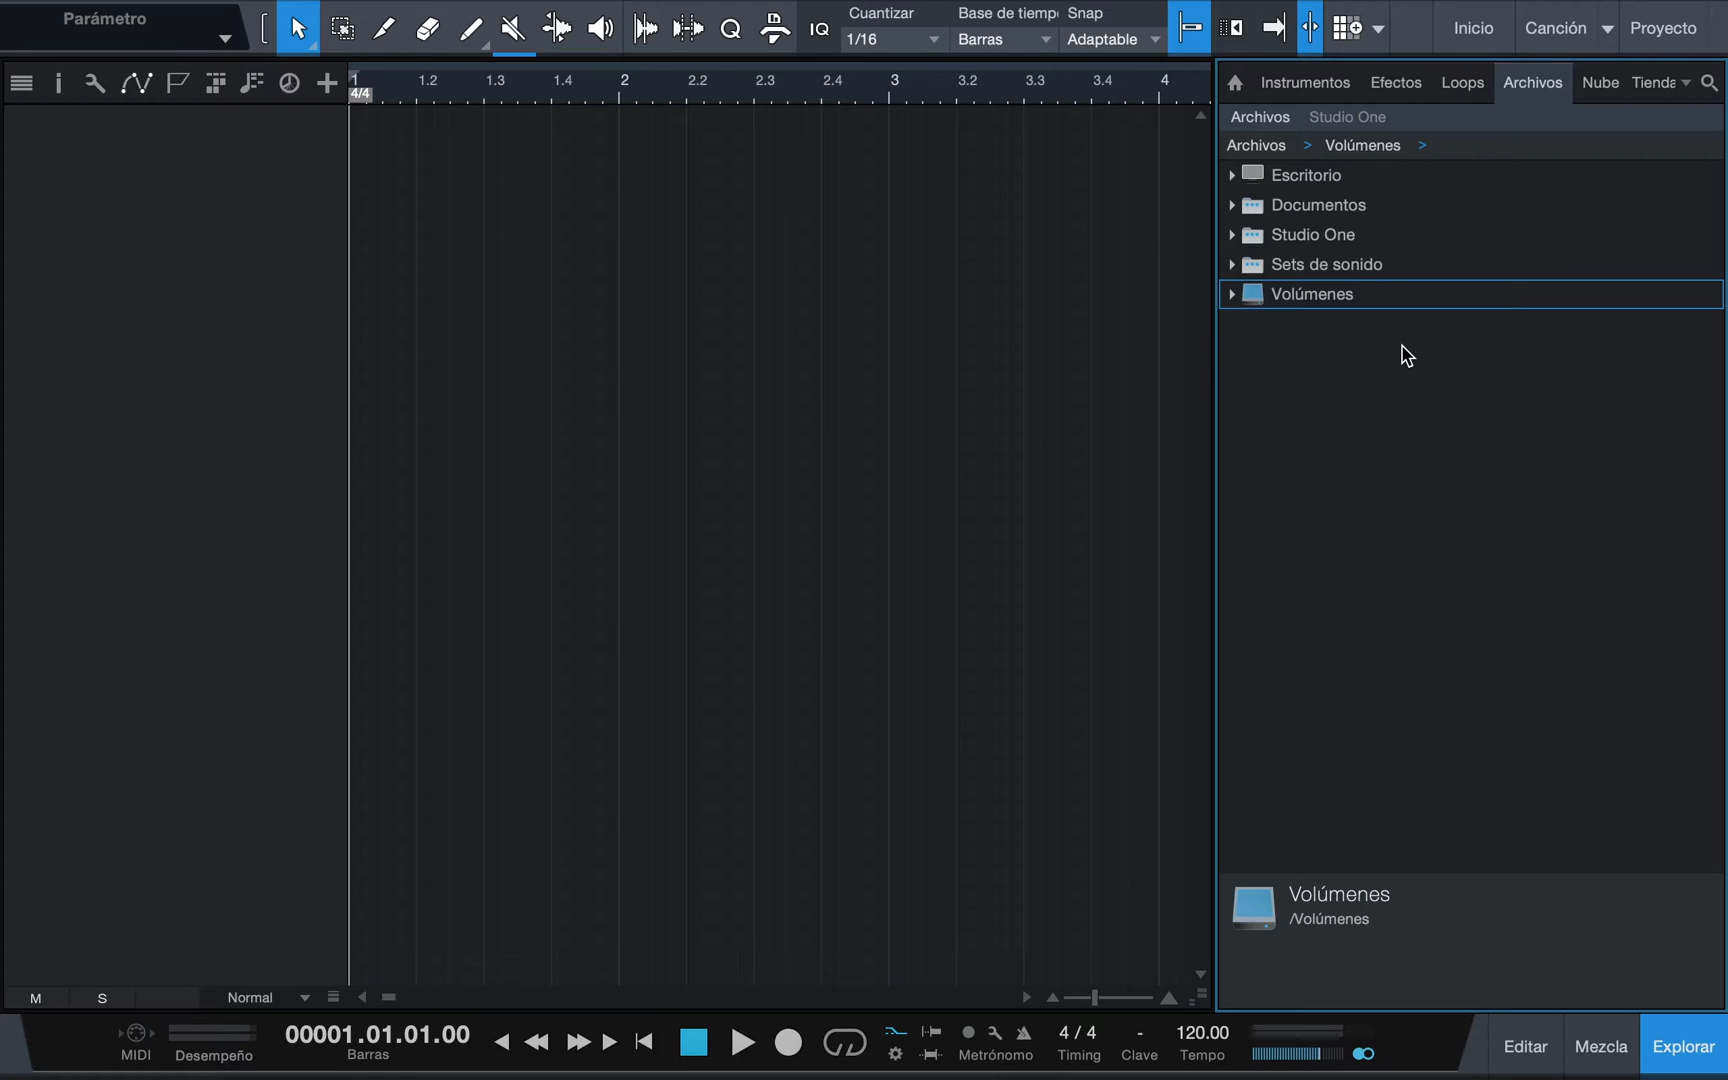 Parámetro
IQ
Cuantizar
1/16
Base de tiemp
Barras
Snap
Adaptable
Inicio
Canción
Proyecto
1
1.2
1.3
1.4
2
2.2
2.3
2.4
3
3.2
3.3
3.4
4
4/4
Instrumentos
Efectos
Loops
Archivos
Nube
Tienda
Archivos
Studio One
Archivos > Volúmenes >
Escritorio
Documentos
Studio One
Sets de sonido
Volúmenes
Volúmenes
/Volúmenes
M
S
Normal
MIDI
Desempeño
00001.01.01.00
Barras
Metrónomo
4 / 4
Timing
-
Clave
120.00
Tempo
Editar
Mezcla
Explorar